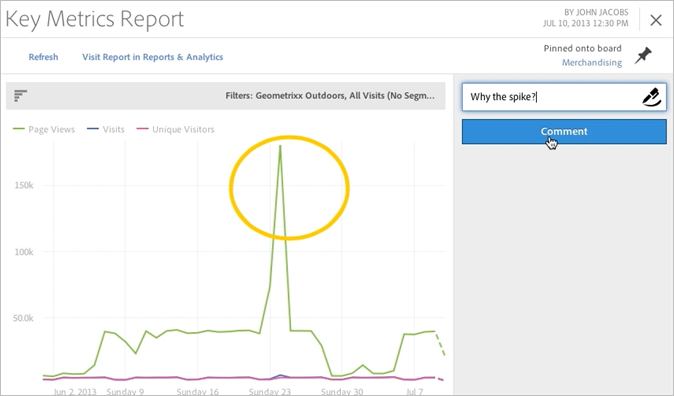 Key Metrics Report
BY JOHN JACOBS
JUL 10, 2013 12:30 PM
Refresh
Visit Report in Reports & Analytics
Pinned onto board
Merchandising
Filters: Geometrixx Outdoors, All Visits (No Segm...
Why the spike?
Comment
Page Views
Visits
Unique Visitors
150k
100k
50.0k
Jun 2, 2013
Sunday 9
Sunday 16
Sunday 23
Sunday 30
Jul 7